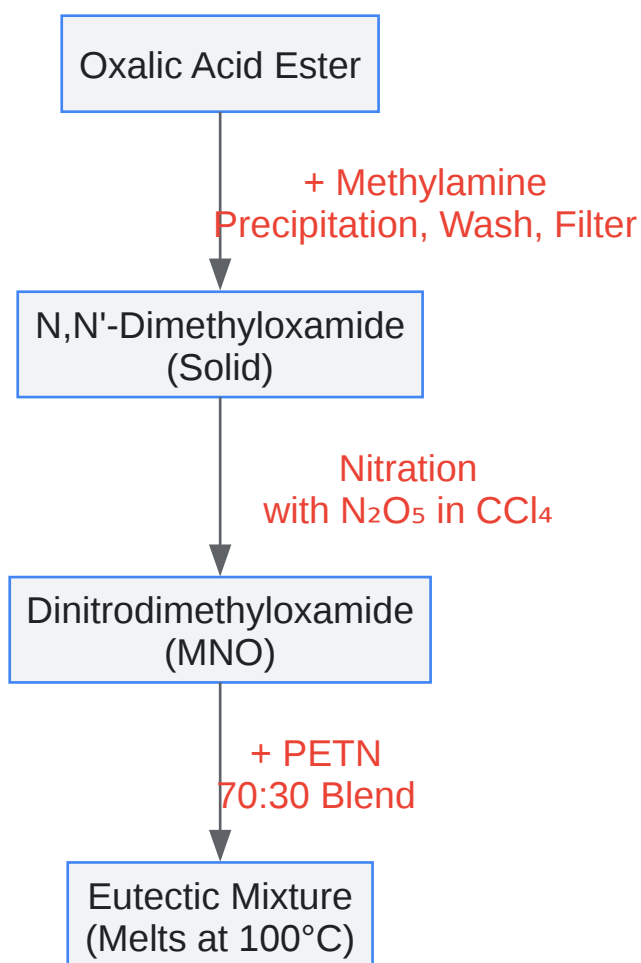 Oxalic Acid Ester
+ Methylamine
Precipitation, Wash, Filter
N,N'-Dimethyloxamide
(Solid)
Nitration
with N₂O₅ in CCl₄
Dinitrodimethyloxamide
(MNO)
+ PETN
70:30 Blend
Eutectic Mixture
(Melts at 100°C)